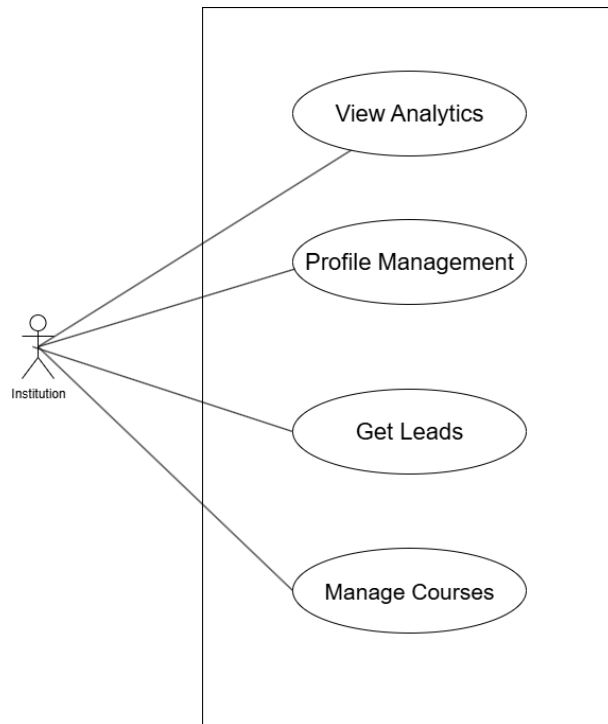 View Analytics
Profile Management
Institution
Get Leads
Manage Courses